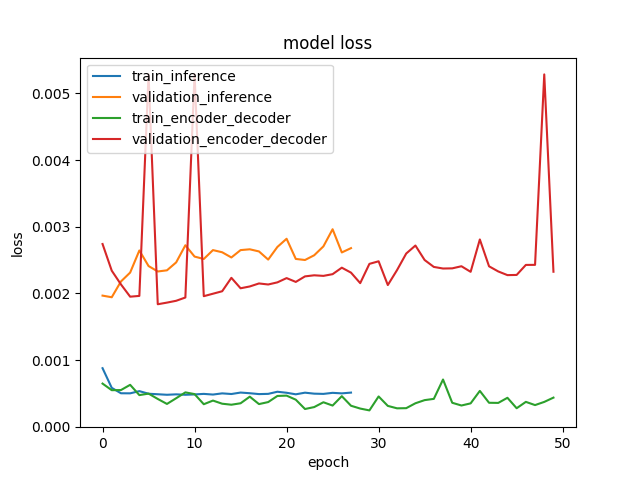 model loss
train_inference
validation_inference
train_encoder_decoder
validation_encoder_decoder
loss
0.005
0.004
0.003
0.002
0.001
0.000
0 10 20 30 40 50
epoch